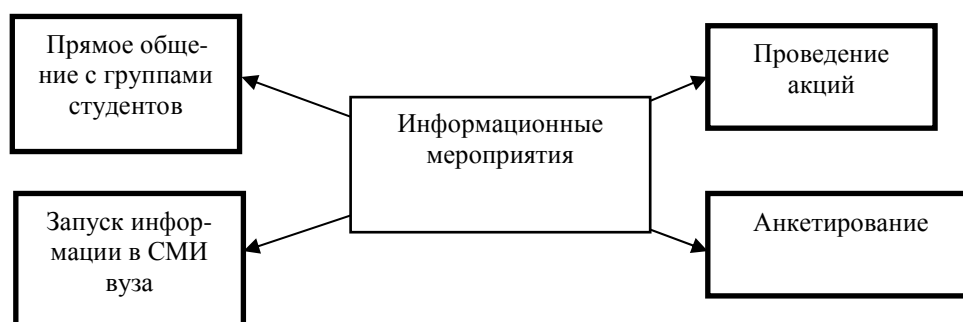 Прямое обще-
ние с группами
студентов
Проведение
акций
Информационные
мероприятия
Запуск инфор-
мации в СМИ
вуза
Анкетирование